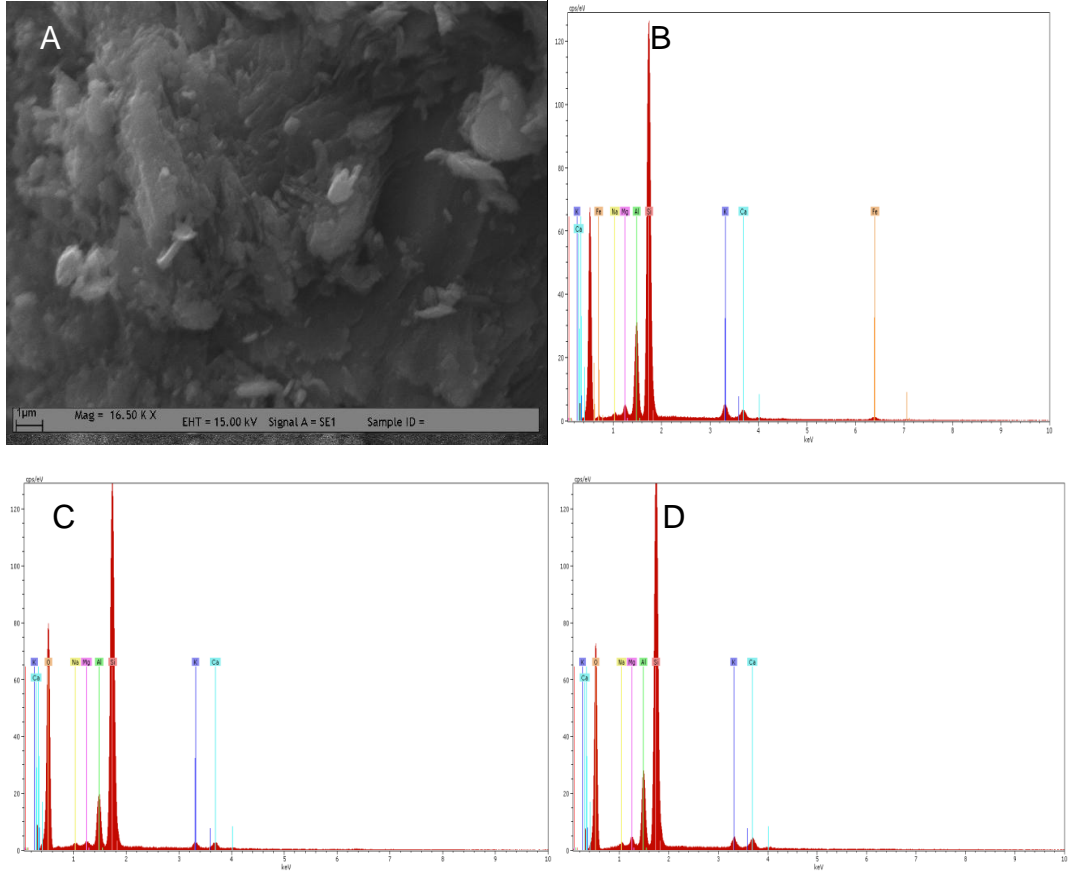 A
1µm
Mag = 16.50 K X
EHT = 15.00 kV Signal A = SE1 Sample ID =
B
cps/eV
120
100
80
60
40
20
0
K Fe Na Mg Al Si K Ca Fe
Ca
1 2 3 4 5 6 7 8 9 10
keV
C
cps/eV
120
100
80
60
40
20
0
K O Na Mg Al Si K Ca
Ca
1 2 3 4 5 6 7 8 9 10
keV
D
cps/eV
120
100
80
60
40
20
0
K O Na Mg Al Si K Ca
Ca
1 2 3 4 5 6 7 8 9 10
keV